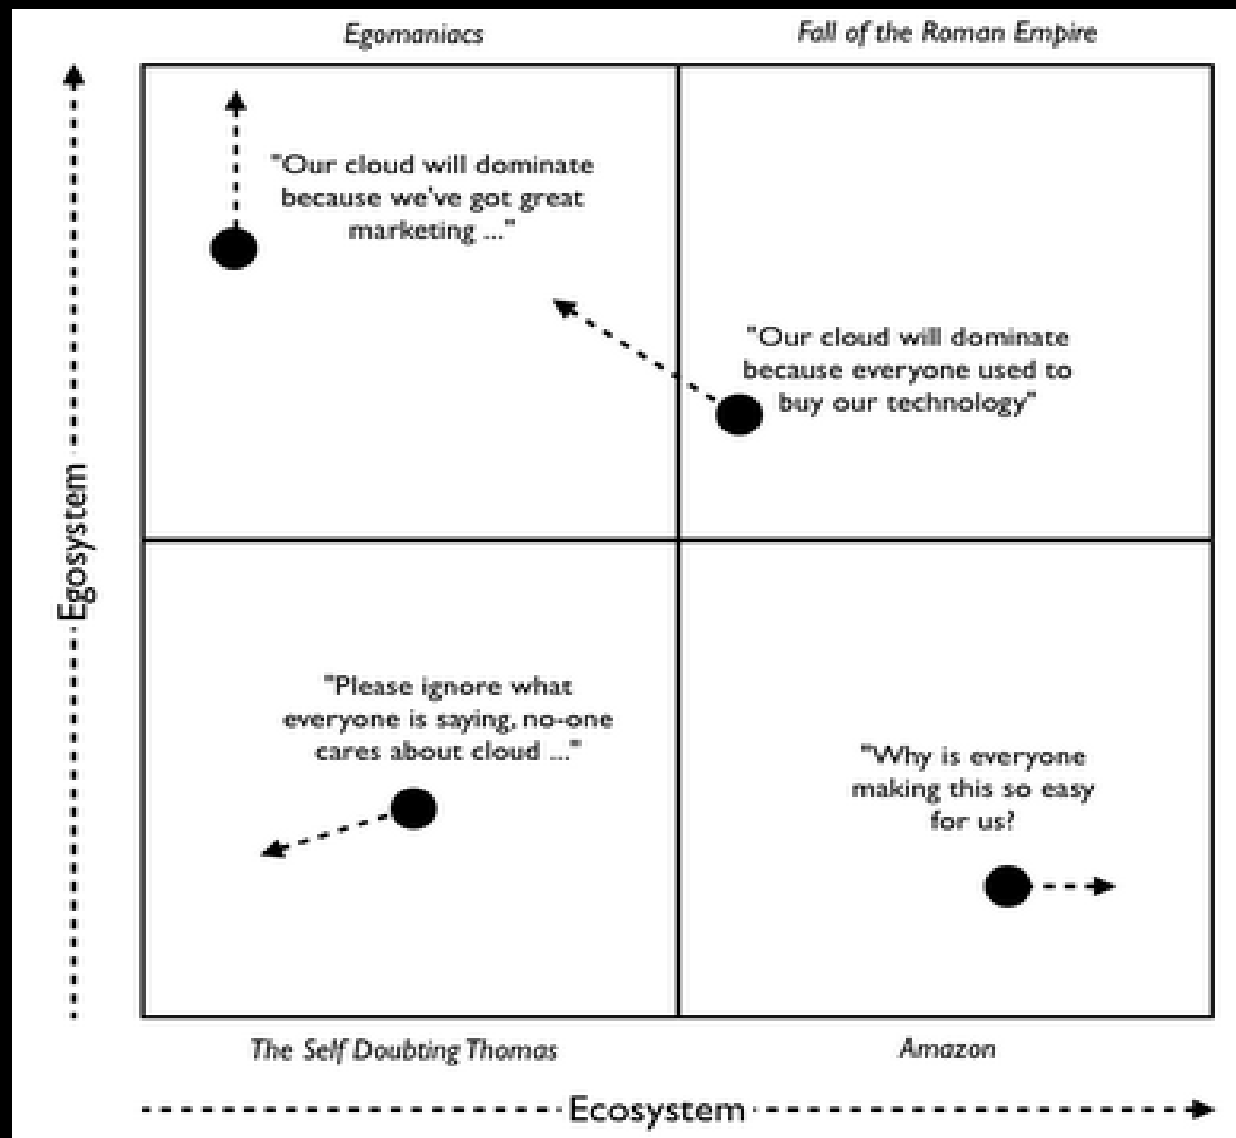 Egomaniacs
Fall of the Roman Empire
"Our cloud will dominate
because we've got great
marketing ..."
"Our cloud will dominate
because everyone used to
buy our technology"
Egosystem
"Please ignore what
everyone is saying, no-one
cares about cloud ..."
"Why is everyone
making this so easy
for us?
The Self Doubting Thomas
Amazon
Ecosystem